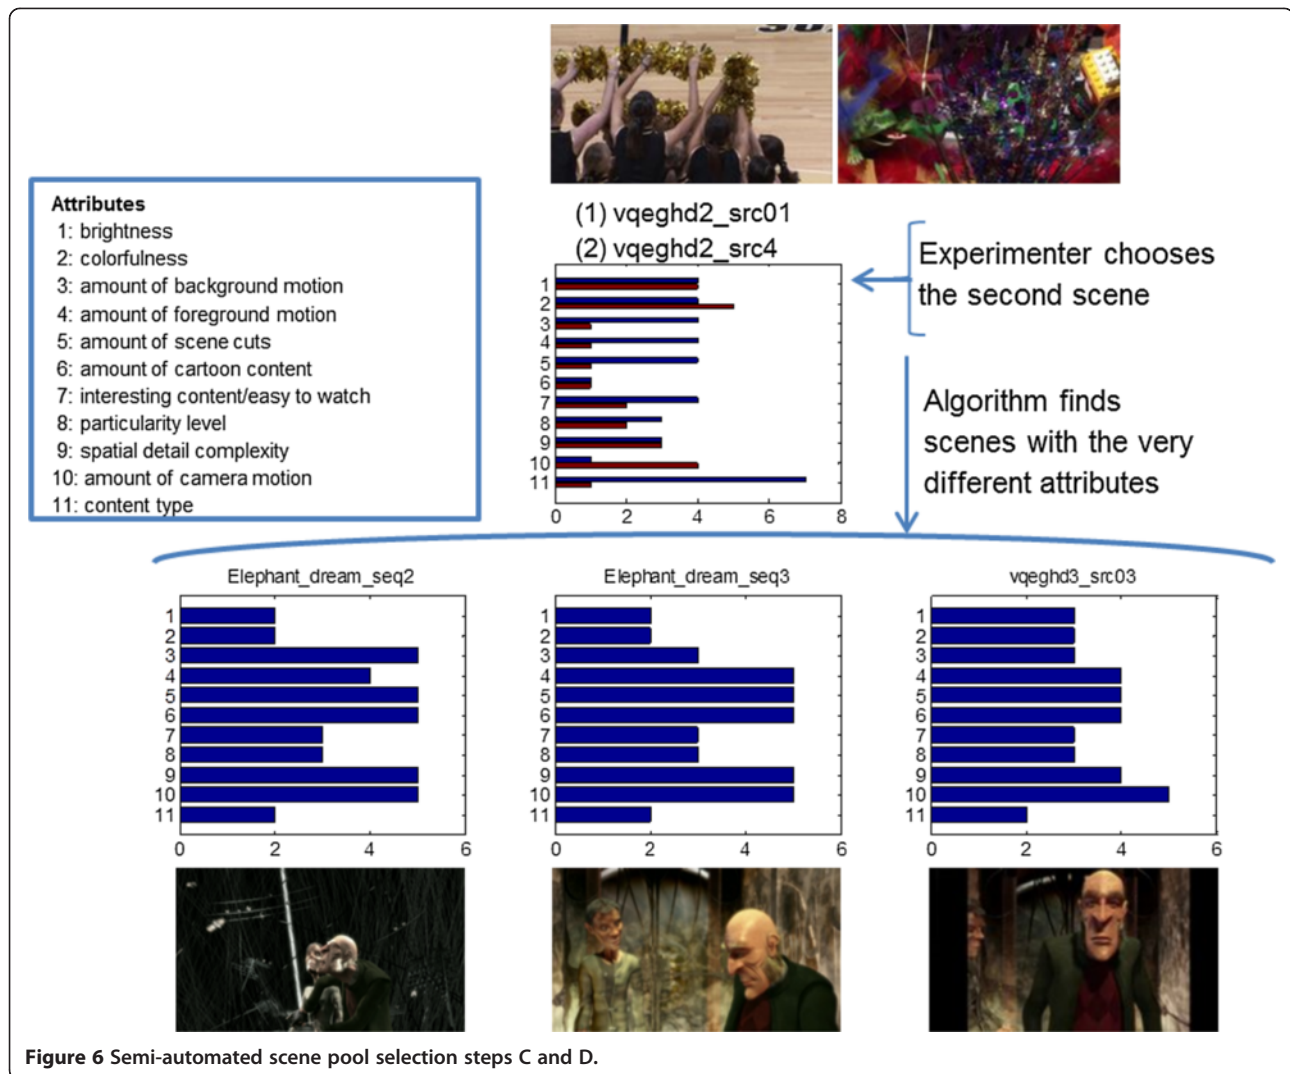 (1) vqeghd2_src01
(2) vqeghd2_src4
Attributes
1: brightness
2: colorfulness
3: amount of background motion
4: amount of foreground motion
5: amount of scene cuts
6: amount of cartoon content
7: interesting content/easy to watch
8: particularity level
9: spatial detail complexity
10: amount of camera motion
11: content type
1
2
3
4
5
6
7
8
9
10
11
0 2 4 6 8
Experimenter chooses
the second scene
Algorithm finds
scenes with the very
different attributes
Elephant_dream_seq2
1
2
3
4
5
6
7
8
9
10
11
0 2 4 6
Elephant_dream_seq3
1
2
3
4
5
6
7
8
9
10
11
0 2 4 6
vqeghd3_src03
1
2
3
4
5
6
7
8
9
10
11
0 2 4 6
Figure 6 Semi-automated scene pool selection steps C and D.